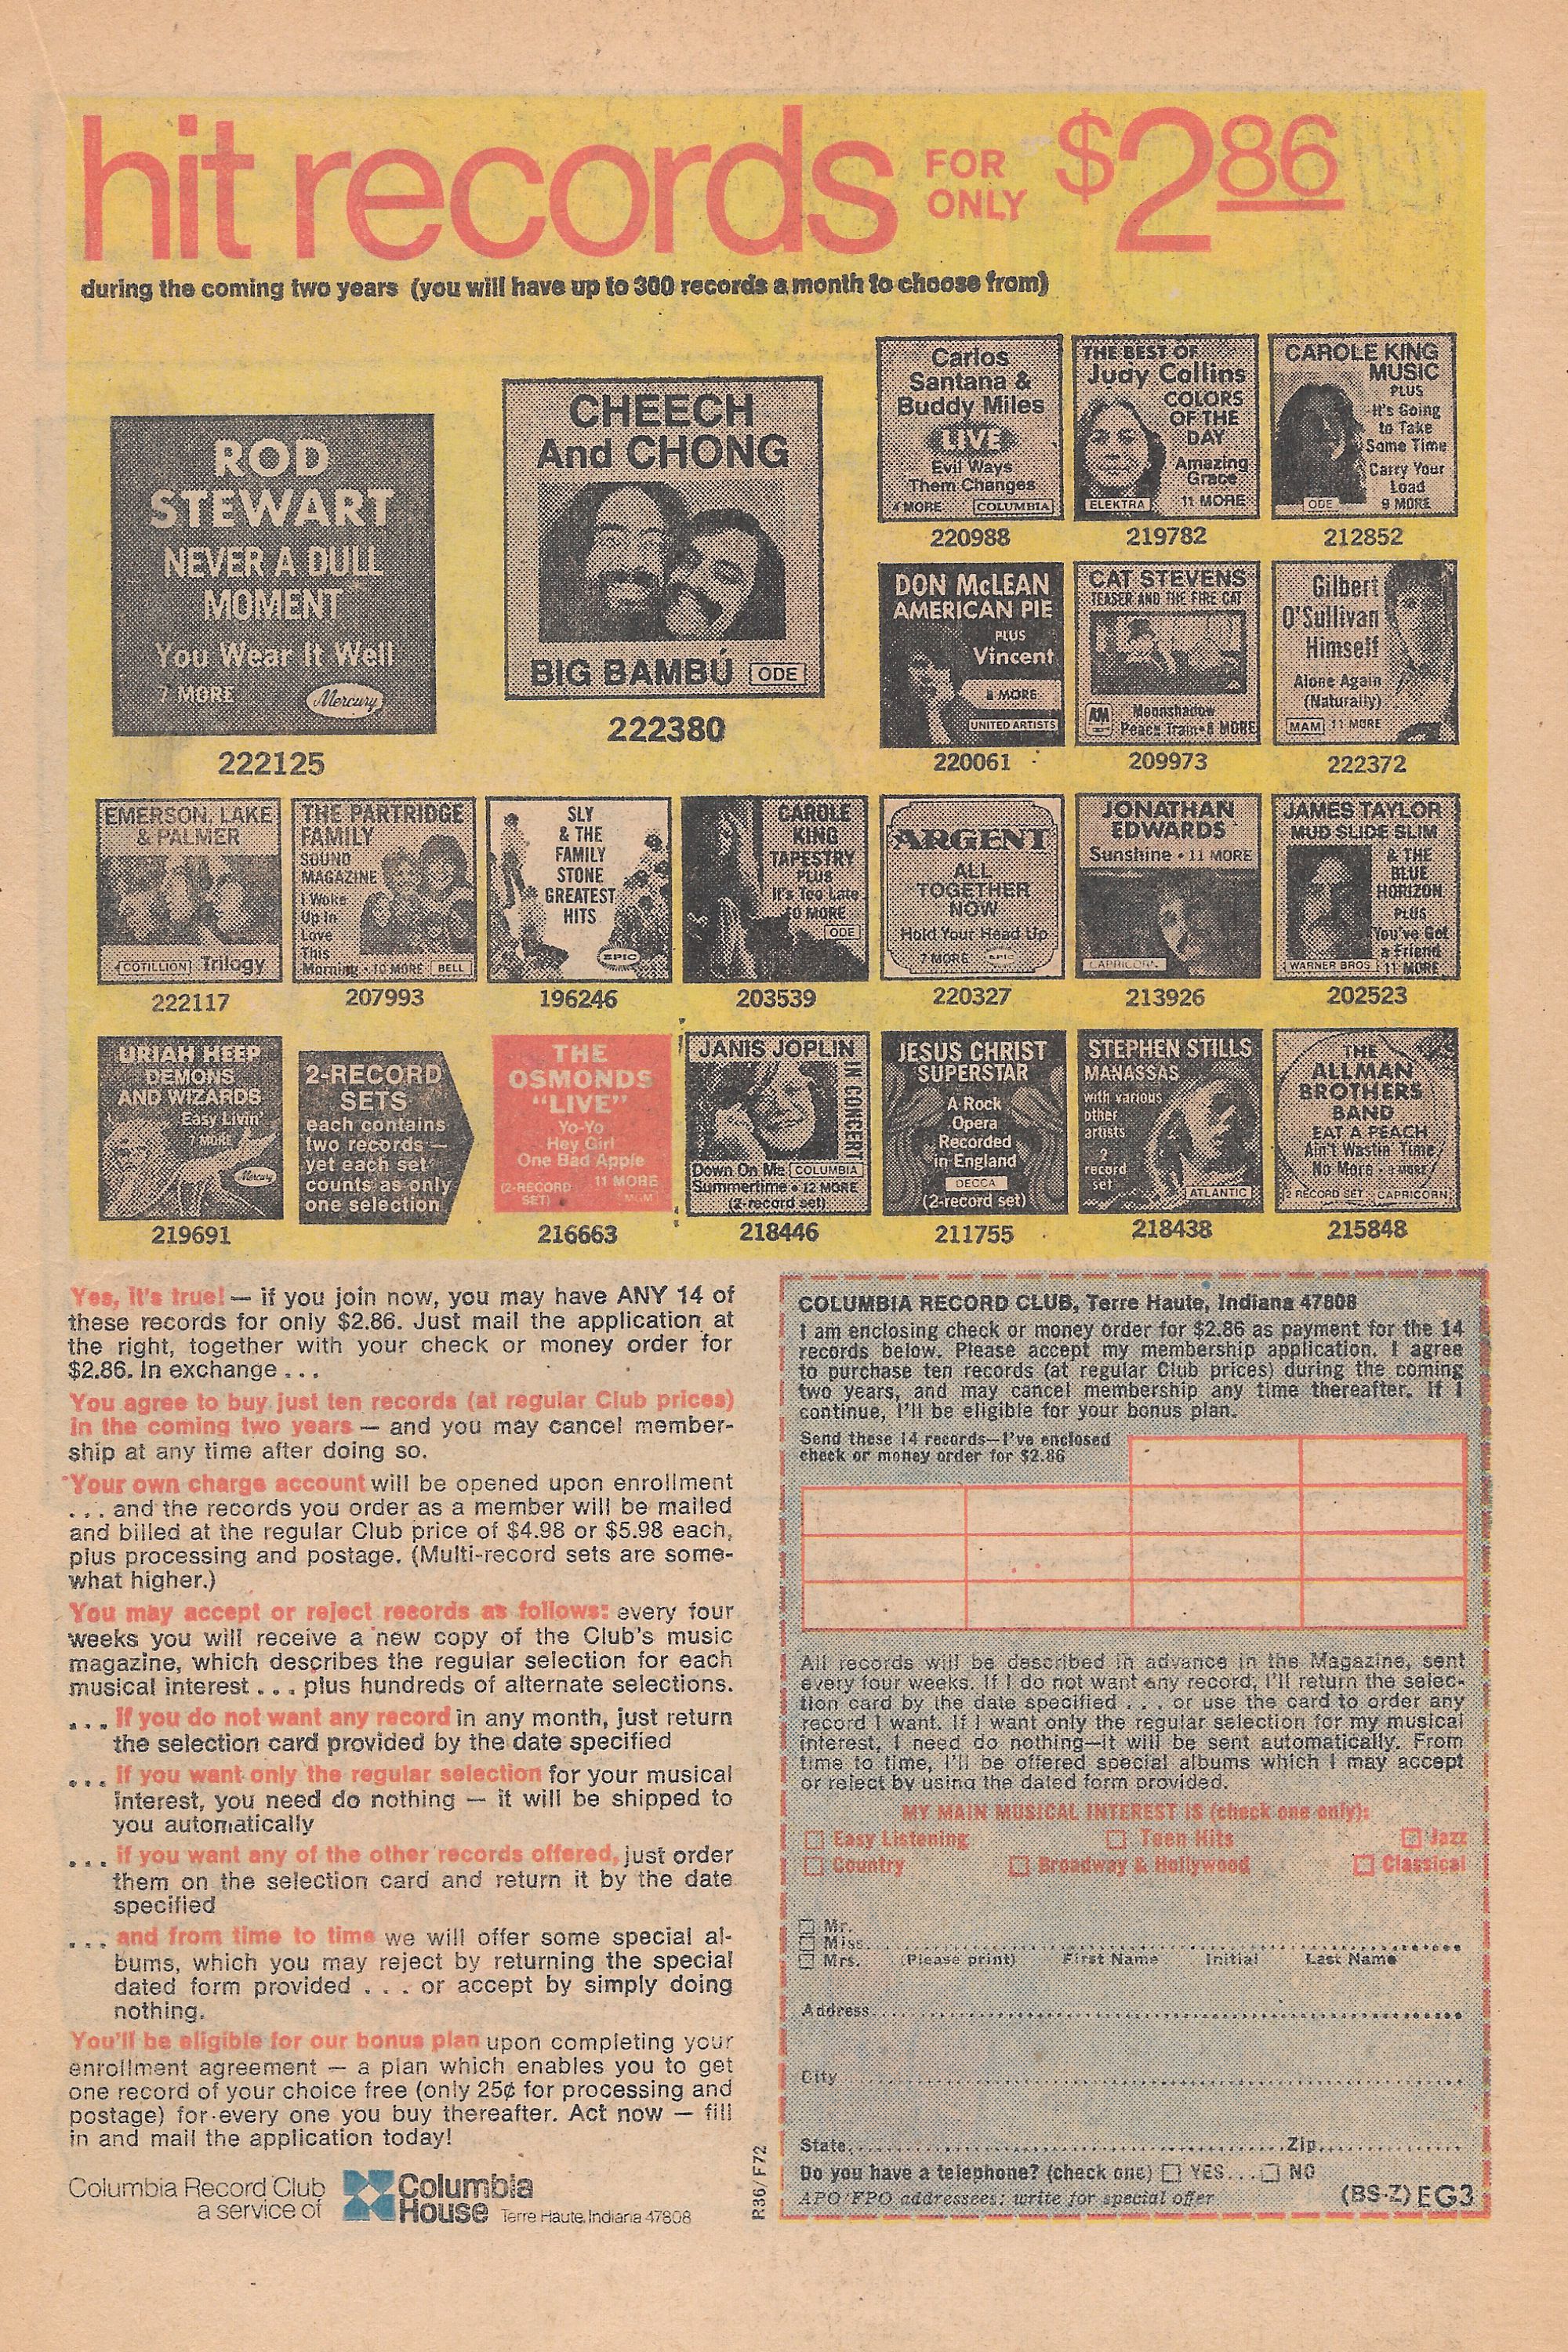 hit records FOR ONLY $2.86
during the coming two years (you will have up to 300 records a month to choose from)
ROD
STEWART
NEVER A DULL
MOMENT
You Wear It Well
7 MORE
Mercury
222125
CHEECH
And CHONG
BIG BAMBÚ
ODE
222380
Carlos
Santana &
Buddy Miles
LIVE
Evil Ways
Them Changes
4 MORE
COLUMBIA
220988
THE BEST OF
Judy Collins
COLORS
OF THE
DAY
Amazing
Grace
11 MORE
ELEKTRA
219782
CAROLE KING
MUSIC
PLUS
It's Going
to Take
Some Time
Carry Your
Load
9 MORE
ODE
212852
DON McLEAN
AMERICAN PIE
PLUS
Vincent
8 MORE
UNITED ARTISTS
220061
CAT STEVENS
TEASER AND THE FIRE CAT
AM
Moonshadow
Peace Train • 8 MORE
209973
Gilbert
O'Sullivan
Himself
Alone Again
(Naturally)
MAM 11 MORE
222372
EMERSON, LAKE
& PALMER
COTILLION Trilogy
222117
THE PARTRIDGE
FAMILY
SOUND
MAGAZINE
I Woke
Up In
Love
This
Morning • 10 MORE
BELL
207993
SLY
& THE
FAMILY
STONE
GREATEST
HITS
EPIC
196246
CAROLE
KING
TAPESTRY
PLUS
It's Too Late
10 MORE
ODE
203539
ARGENT
ALL
TOGETHER
NOW
Hold Your Head Up
7 MORE EPIC
220327
JONATHAN
EDWARDS
Sunshine • 11 MORE
CAPRICORN
213926
JAMES TAYLOR
MUD SLIDE SLIM
& THE
BLUE
HORIZON
PLUS
You've Got
a Friend
WARNER BROS 11 MORE
202523
URIAH HEEP
DEMONS
AND WIZARDS
Easy Livin'
7 MORE
Mercury
219691
2-RECORD
SETS
each contains
two records —
yet each set
counts as only
one selection
THE
OSMONDS
"LIVE"
Yo-Yo
Hey Girl
One Bad Apple
(2-RECORD SET) 11 MORE
MGM
216663
JANIS JOPLIN
IN CONCERT
Down On Me COLUMBIA
Summertime • 12 MORE
(2-record set)
218446
JESUS CHRIST
SUPERSTAR
A Rock
Opera
Recorded
in England
DECCA
(2-record set)
211755
STEPHEN STILLS
MANASSAS
with various
other
artists
2
record
set
ATLANTIC
218438
THE
ALLMAN
BROTHERS
BAND
EAT A PEACH
Ain't Wastin' Time
No More
2 RECORD SET CAPRICORN
215848
Yes, it's true! — if you join now, you may have ANY 14 of
these records for only $2.86. Just mail the application at
the right, together with your check or money order for
$2.86. In exchange ...
You agree to buy just ten records (at regular Club prices)
in the coming two years — and you may cancel member-
ship at any time after doing so.
Your own charge account will be opened upon enrollment
... and the records you order as a member will be mailed
and billed at the regular Club price of $4.98 or $5.98 each,
plus processing and postage. (Multi-record sets are some-
what higher.)
You may accept or reject records as follows: every four
weeks you will receive a new copy of the Club's music
magazine, which describes the regular selection for each
musical interest ... plus hundreds of alternate selections.
... if you do not want any record in any month, just return
the selection card provided by the date specified
... if you want only the regular selection for your musical
interest, you need do nothing — it will be shipped to
you automatically
... if you want any of the other records offered, just order
them on the selection card and return it by the date
specified
... and from time to time we will offer some special al-
bums, which you may reject by returning the special
dated form provided ... or accept by simply doing
nothing.
You'll be eligible for our bonus plan upon completing your
enrollment agreement — a plan which enables you to get
one record of your choice free (only 25¢ for processing and
postage) for every one you buy thereafter. Act now — fill
in and mail the application today!
Columbia Record Club
a service of
Columbia
House Terre Haute, Indiana 47808
R36/F72
COLUMBIA RECORD CLUB, Terre Haute, Indiana 47808
I am enclosing check or money order for $2.86 as payment for the 14
records below. Please accept my membership application. I agree
to purchase ten records (at regular Club prices) during the coming
two years, and may cancel membership any time thereafter. If I
continue, I'll be eligible for your bonus plan.
Send these 14 records—I've enclosed
check or money order for $2.86
All records will be described in advance in the Magazine, sent
every four weeks. If I do not want any record, I'll return the selec-
tion card by the date specified ... or use the card to order any
record I want. If I want only the regular selection for my musical
interest, I need do nothing—it will be sent automatically. From
time to time, I'll be offered special albums which I may accept
or reject by using the dated form provided.
MY MAIN MUSICAL INTEREST IS (check one only):
Easy Listening Teen Hits Jazz
Country Broadway & Hollywood Classical
Mr.
Miss
Mrs. (Please print) First Name Initial Last Name
Address
City
State Zip
Do you have a telephone? (check one) YES... NO
APO/FPO addressees: write for special offer
(BS-Z) EG3